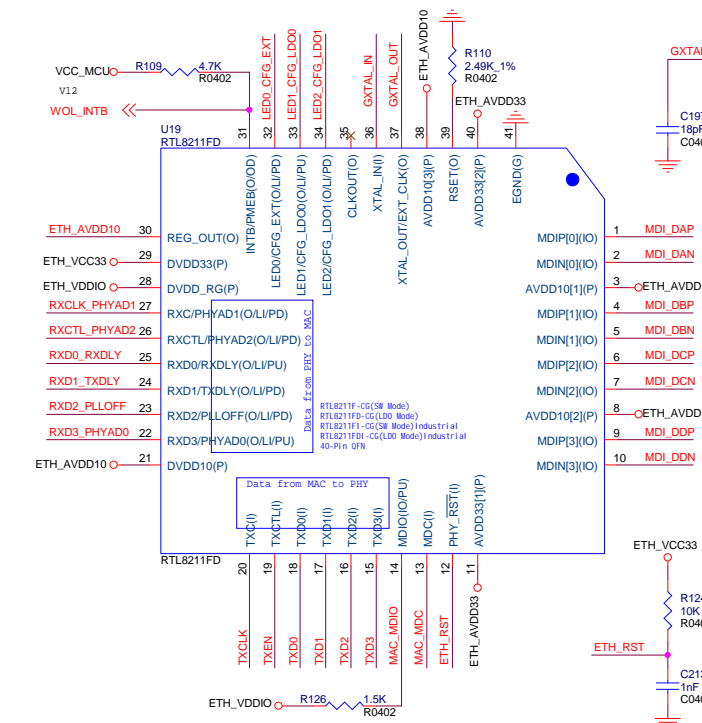 VCC_MCU
R109
4.7K
R0402
V12
WOL_INTB
LED0_CFG_EXT
LED1_CFG_LDO0
LED2_CFG_LDO1
GXTAL_IN
GXTAL_OUT
ETH_AVDD10
R110
2.49K_1%
R0402
ETH_AVDD33
GXTAL
C197
18pF
C040
U19
RTL8211FD
31
32
33
34
35
36
37
38
39
40
41
INTB/PMEB(O/OD)
LED0/CFG_EXT(O/LI/PD)
LED1/CFG_LDO0(O/LI/PU)
LED2/CFG_LDO1(O/LI/PD)
CLKOUT(O)
XTAL_IN(I)
XTAL_OUT/EXT_CLK(O)
AVDD10[3](P)
RSET(O)
AVDD33[2](P)
EGND(G)
ETH_AVDD10 30 REG_OUT(O)
ETH_VCC33 29 DVDD33(P)
ETH_VDDIO 28 DVDD_RG(P)
RXCLK_PHYAD1 27 RXC/PHYAD1(O/LI/PD)
RXCTL_PHYAD2 26 RXCTL/PHYAD2(O/LI/PD)
RXD0_RXDLY 25 RXD0/RXDLY(O/LI/PU)
RXD1_TXDLY 24 RXD1/TXDLY(O/LI/PD)
RXD2_PLLOFF 23 RXD2/PLLOFF(O/LI/PD)
RXD3_PHYAD0 22 RXD3/PHYAD0(O/LI/PU)
ETH_AVDD10 21 DVDD10(P)
Data from PHY to MAC
RTL8211F-CG(SW Mode)
RTL8211FD-CG(LDO Mode)
RTL8211FI-CG(SW Mode)Industrial
RTL8211FDI-CG(LDO Mode)Industrial
40-Pin QFN
MDIP[0](IO) 1 MDI_DAP
MDIN[0](IO) 2 MDI_DAN
AVDD10[1](P) 3 ETH_AVDD
MDIP[1](IO) 4 MDI_DBP
MDIN[1](IO) 5 MDI_DBN
MDIP[2](IO) 6 MDI_DCP
MDIN[2](IO) 7 MDI_DCN
AVDD10[2](P) 8 ETH_AVDD
MDIP[3](IO) 9 MDI_DDP
MDIN[3](IO) 10 MDI_DDN
Data from MAC to PHY
TXC(I)
TXCTL(I)
TXD0(I)
TXD1(I)
TXD2(I)
TXD3(I)
MDIO(IO/PU)
MDC(I)
PHY_RST(I)
AVDD33[1](P)
RTL8211FD
20
19
18
17
16
15
14
13
12
11
TXCLK
TXEN
TXD0
TXD1
TXD2
TXD3
MAC_MDIO
MAC_MDC
ETH_RST
ETH_AVDD33
ETH_VDDIO
R126
1.5K
R0402
ETH_VCC33
R124
10K
R040
ETH_RST
C213
1nF
C040